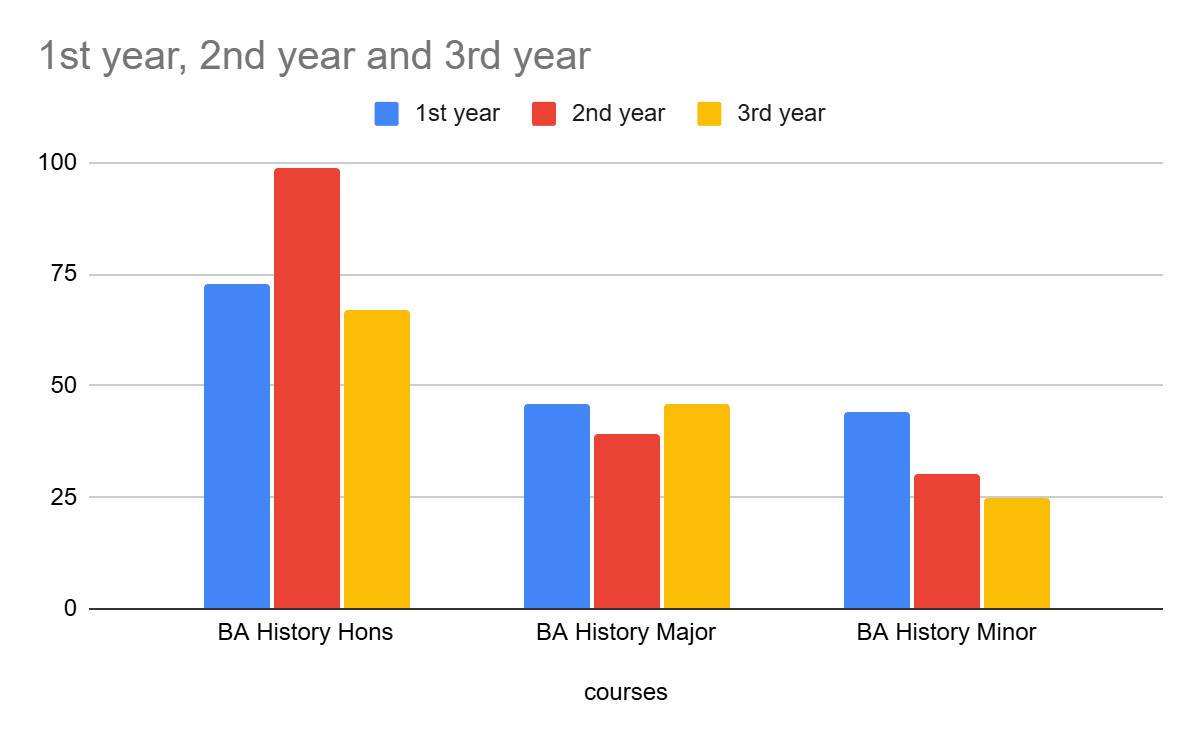 1st year, 2nd year and 3rd year
1st year 2nd year 3rd year
100
75
50
25
0
BA History Hons BA History Major BA History Minor
courses